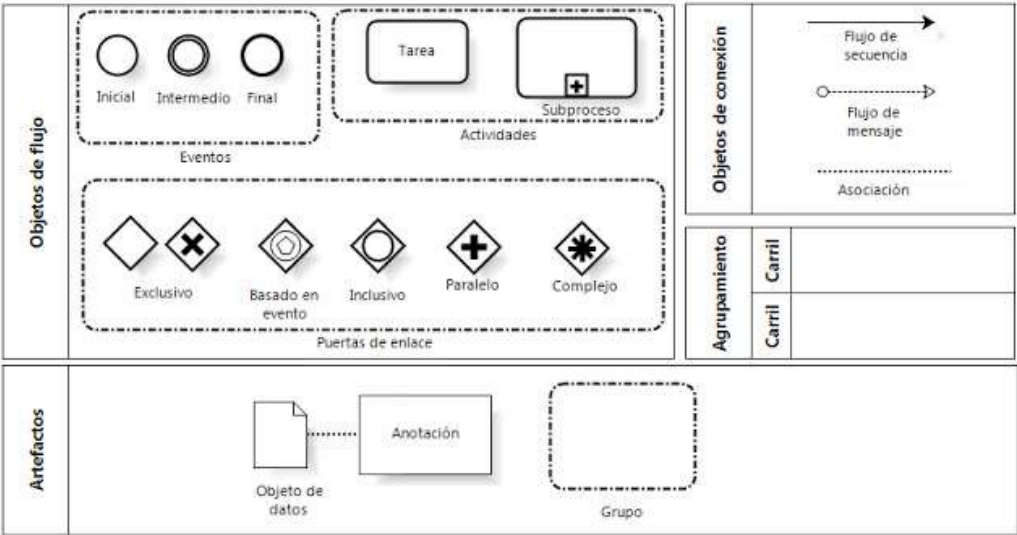 Objetos de flujo
Inicial
Intermedio
Final
Eventos
Tarea
Subproceso
Actividades
Exclusivo
Basado en
evento
Inclusivo
Paralelo
Complejo
Puertas de enlace
Objetos de conexión
Flujo de
secuencia
Flujo de
mensaje
Asociación
Agrupamiento
Carril
Carril
Artefactos
Objeto de
datos
Anotación
Grupo